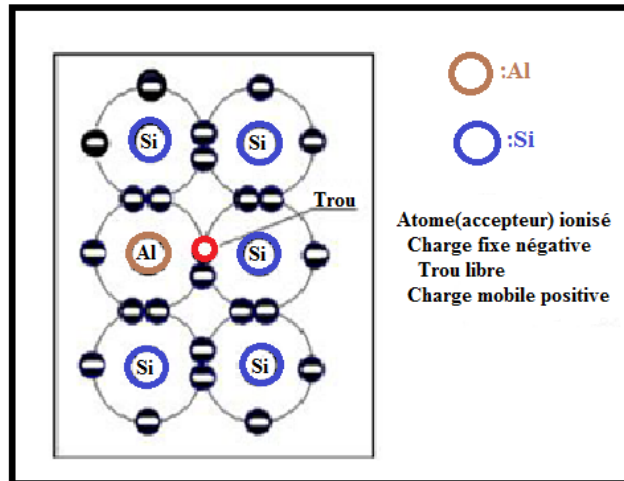 :Al
Si
Si
:Si
Trou
Atome(accepteur) ionisé
Charge fixe négative
Trou libre
Charge mobile positive
Al
Si
Si
Si